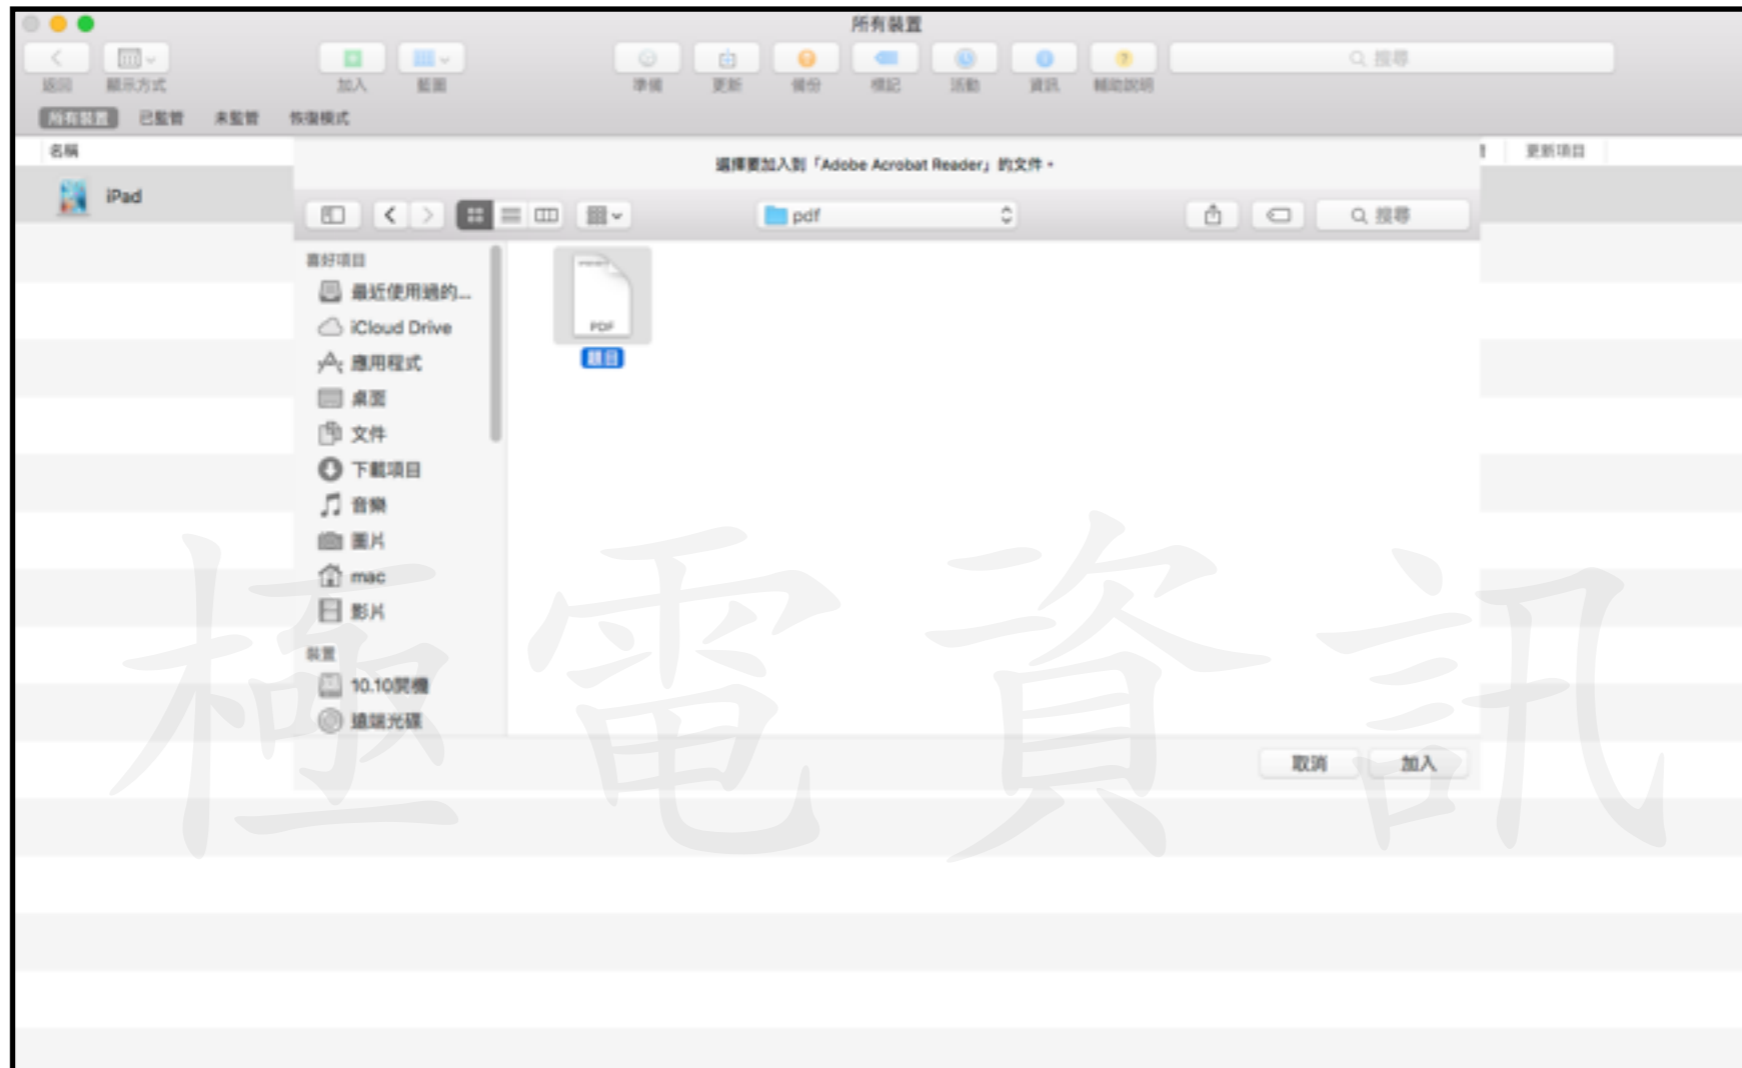 所有裝置
返回 顯示方式 加入 藍圖 準備 更新 備份 標記 活動 資訊 輔助說明 搜尋
所有裝置 已監管 未監管 恢復模式
名稱 更新項目
選擇要加入到「Adobe Acrobat Reader」的文件。
iPad
pdf 搜尋
喜好項目
最近使用過的...
iCloud Drive
應用程式
桌面
文件
下載項目
音樂
圖片
mac
影片
裝置
10.10開機
遠端光碟
PDF
題目
取消 加入
極電資訊